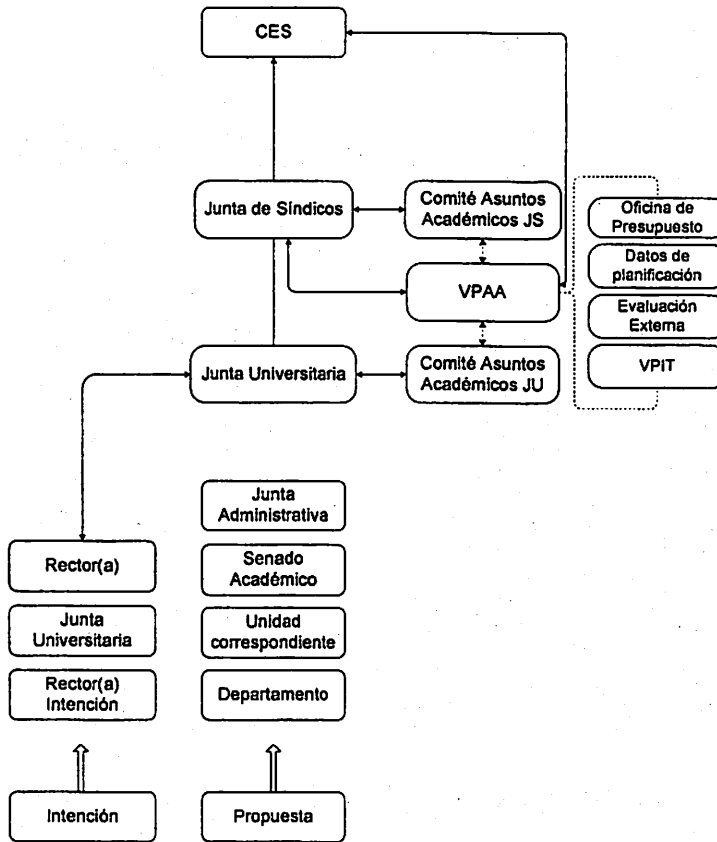 CES
Junta de Síndicos
Comité Asuntos
Académicos JS
Oficina de
Presupuesto
Datos de
planificación
VPAA
Evaluación
Externa
Junta Universitaria
Comité Asuntos
Académicos JU
VPIT
Junta
Administrativa
Rector(a)
Senado
Académico
Junta
Universitaria
Unidad
correspondiente
Rector(a)
Intención
Departamento
Intención
Propuesta